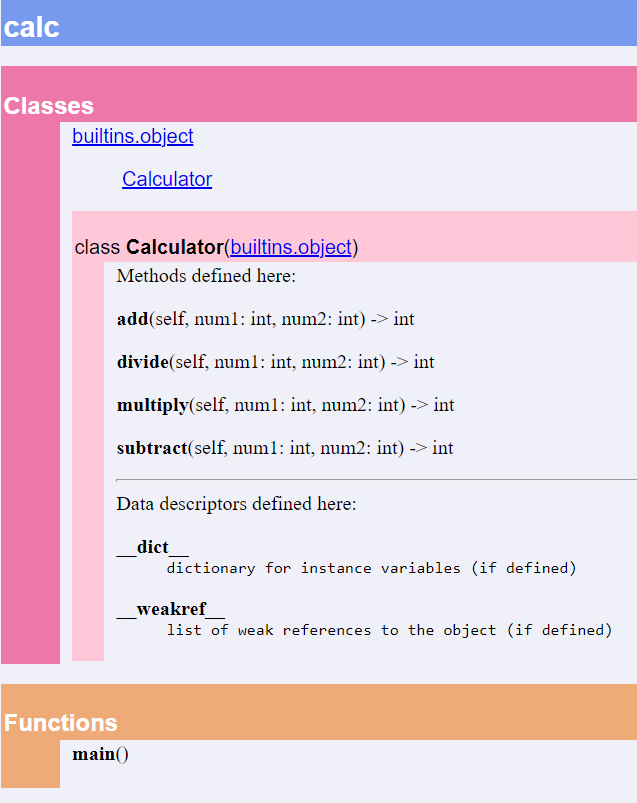 calc
Classes
builtins.object
Calculator
class Calculator(builtins.object)
Methods defined here:
add(self, num1: int, num2: int) -> int
divide(self, num1: int, num2: int) -> int
multiply(self, num1: int, num2: int) -> int
subtract(self, num1: int, num2: int) -> int
Data descriptors defined here:
__dict__
dictionary for instance variables (if defined)
__weakref__
list of weak references to the object (if defined)
Functions
main()